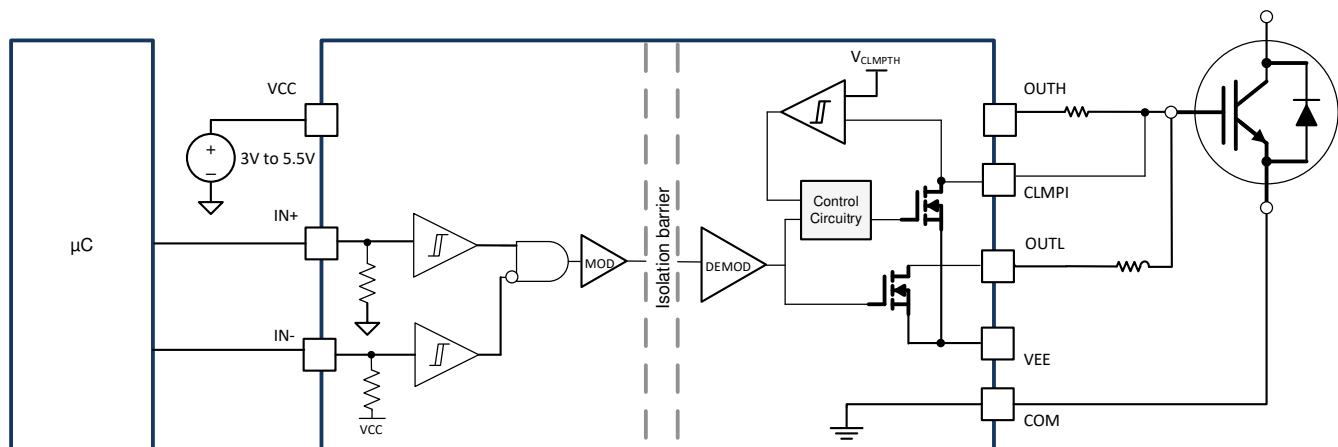 µC
VCC
+
−
3V to 5.5V
IN+
IN-
VCC
MOD
Isolation barrier
DEMOD
VCLMPTH
Control
Circuitry
OUTH
CLMPI
OUTL
VEE
COM